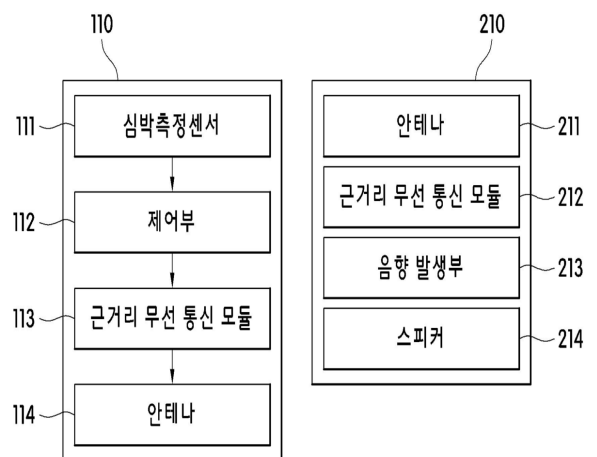 110
210
111
심박측정센서
112
제어부
113
근거리 무선 통신 모듈
114
안테나
안테나
211
근거리 무선 통신 모듈
212
음향 발생부
213
스피커
214